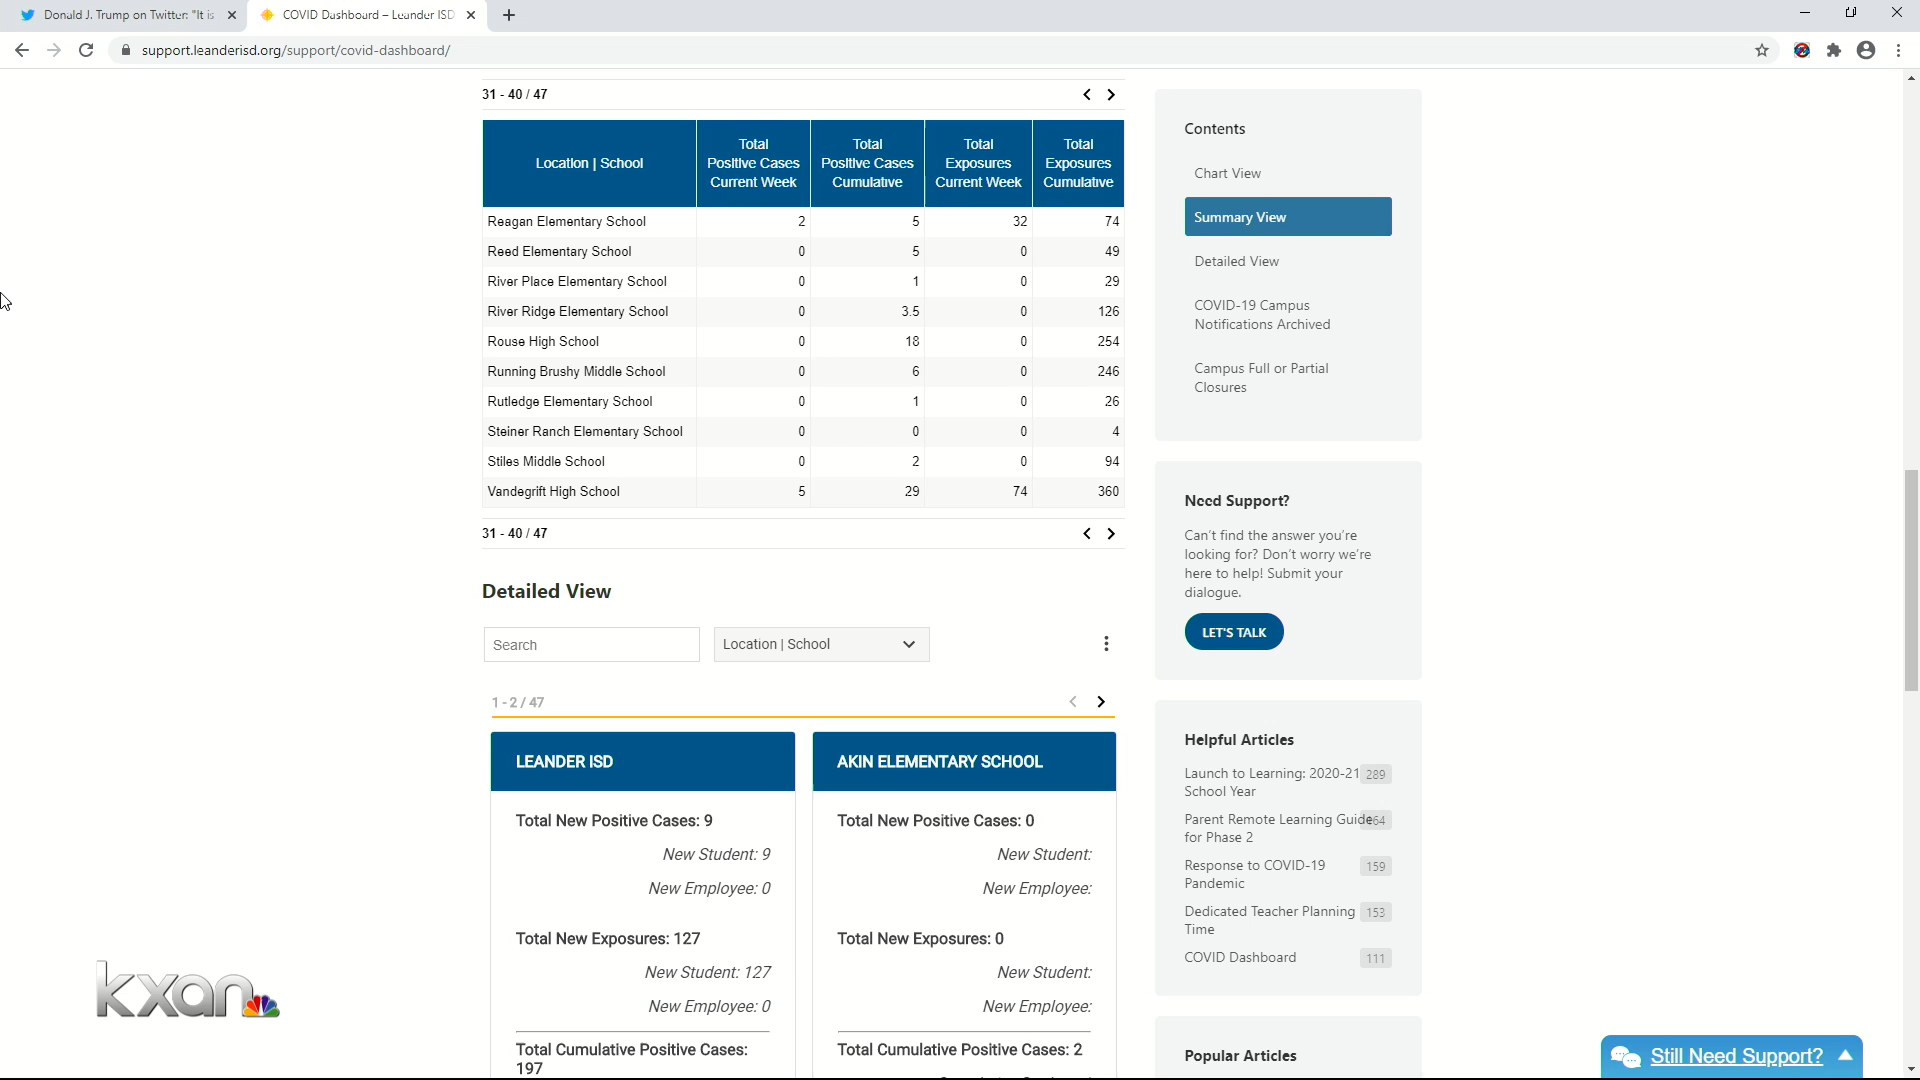 Donald J. Trump on Twitter: "It is
COVID Dashboard – Leander ISD
support.leanderisd.org/support/covid-dashboard/
31 - 40 / 47
Location | School Total Positive Cases Current Week Total Positive Cases Cumulative Total Exposures Current Week Total Exposures Cumulative
Reagan Elementary School 2 5 32 74
Reed Elementary School 0 5 0 49
River Place Elementary School 0 1 0 29
River Ridge Elementary School 0 3.5 0 126
Rouse High School 0 18 0 254
Running Brushy Middle School 0 6 0 246
Rutledge Elementary School 0 1 0 26
Steiner Ranch Elementary School 0 0 0 4
Stiles Middle School 0 2 0 94
Vandegrift High School 5 29 74 360
31 - 40 / 47
Detailed View
Search
Location | School
1 - 2 / 47
LEANDER ISD
Total New Positive Cases: 9
New Student: 9
New Employee: 0
Total New Exposures: 127
New Student: 127
New Employee: 0
Total Cumulative Positive Cases:
197
AKIN ELEMENTARY SCHOOL
Total New Positive Cases: 0
New Student:
New Employee:
Total New Exposures: 0
New Student:
New Employee:
Total Cumulative Positive Cases: 2
Contents
Chart View
Summary View
Detailed View
COVID-19 Campus
Notifications Archived
Campus Full or Partial
Closures
Need Support?
Can't find the answer you're
looking for? Don't worry we're
here to help! Submit your
dialogue.
LET'S TALK
Helpful Articles
Launch to Learning: 2020-21 289
School Year
Parent Remote Learning Guide 64
for Phase 2
Response to COVID-19 159
Pandemic
Dedicated Teacher Planning 153
Time
COVID Dashboard 111
Popular Articles
Still Need Support?
kxan